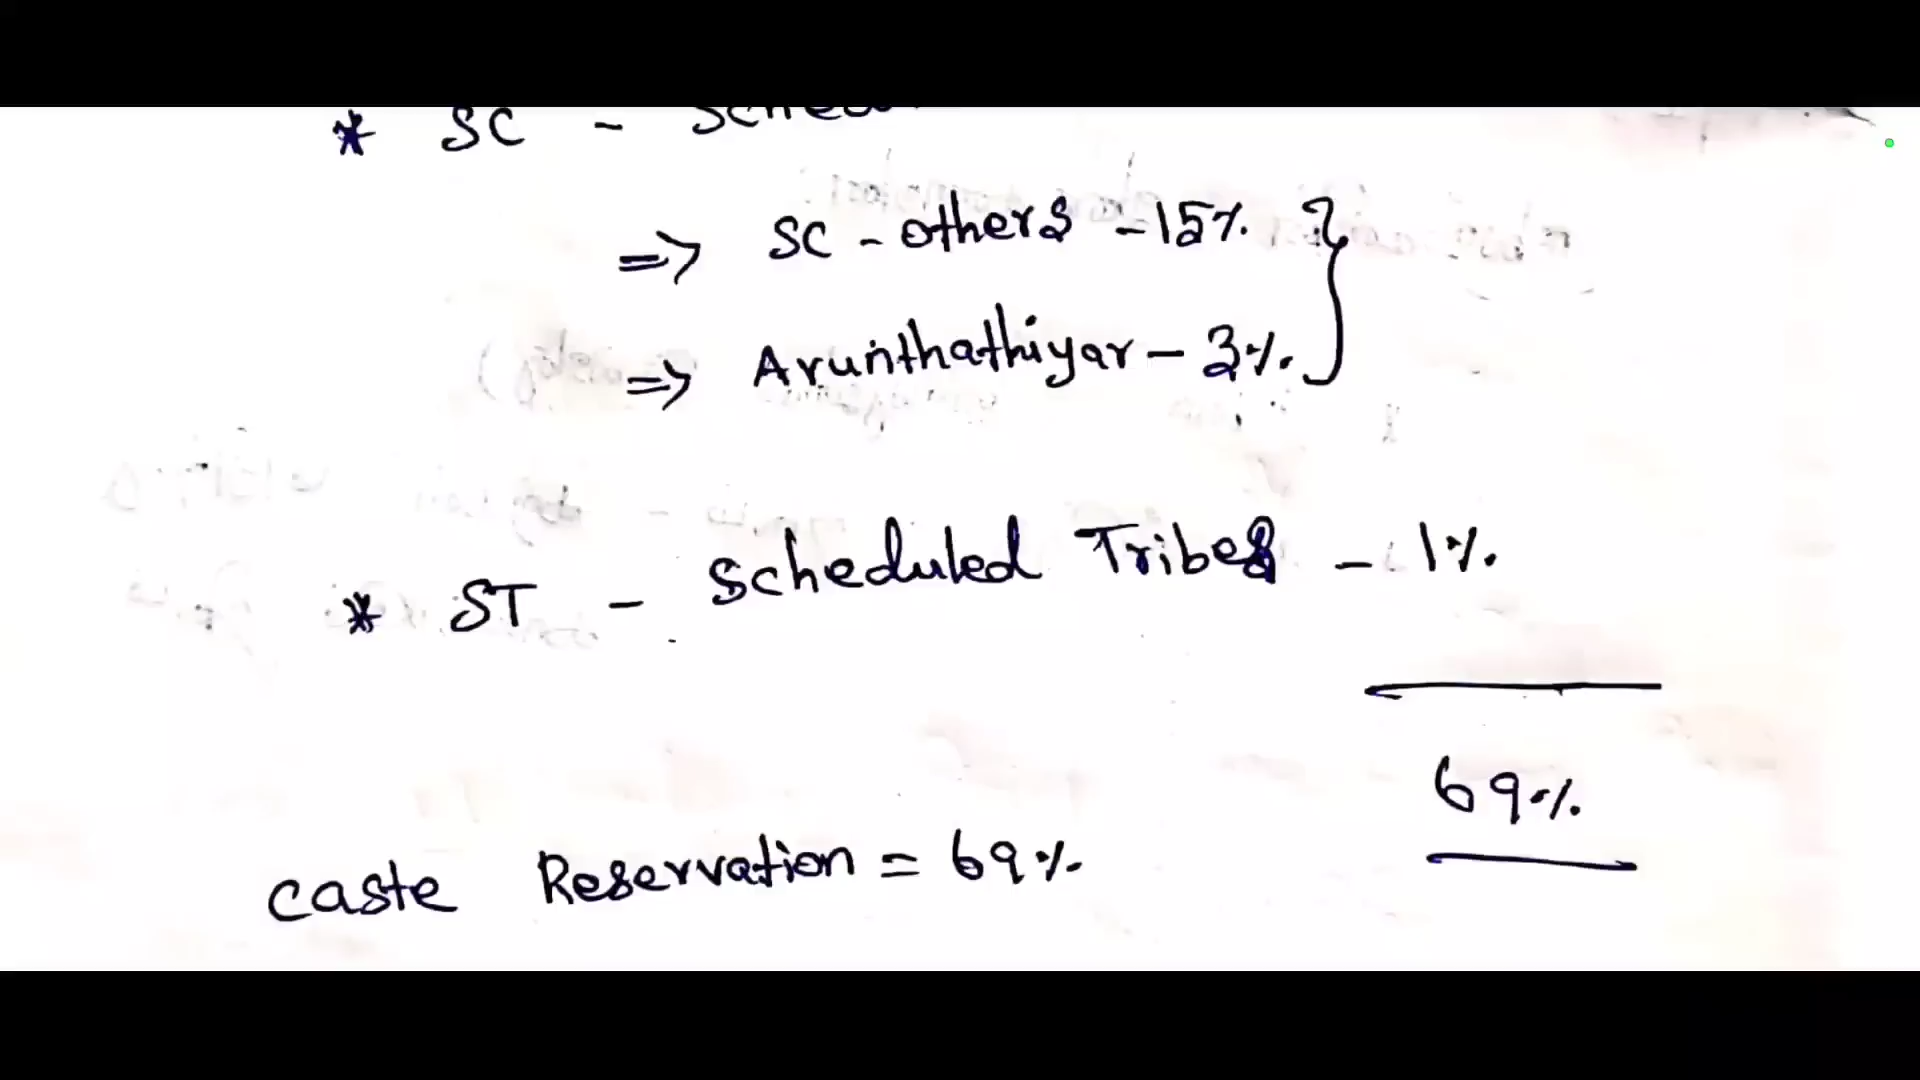 * SC -
=> SC - others - 15%
=> Arunthathiyar - 3%
* ST - Scheduled Tribes - 1%
69%
Caste Reservation = 69%